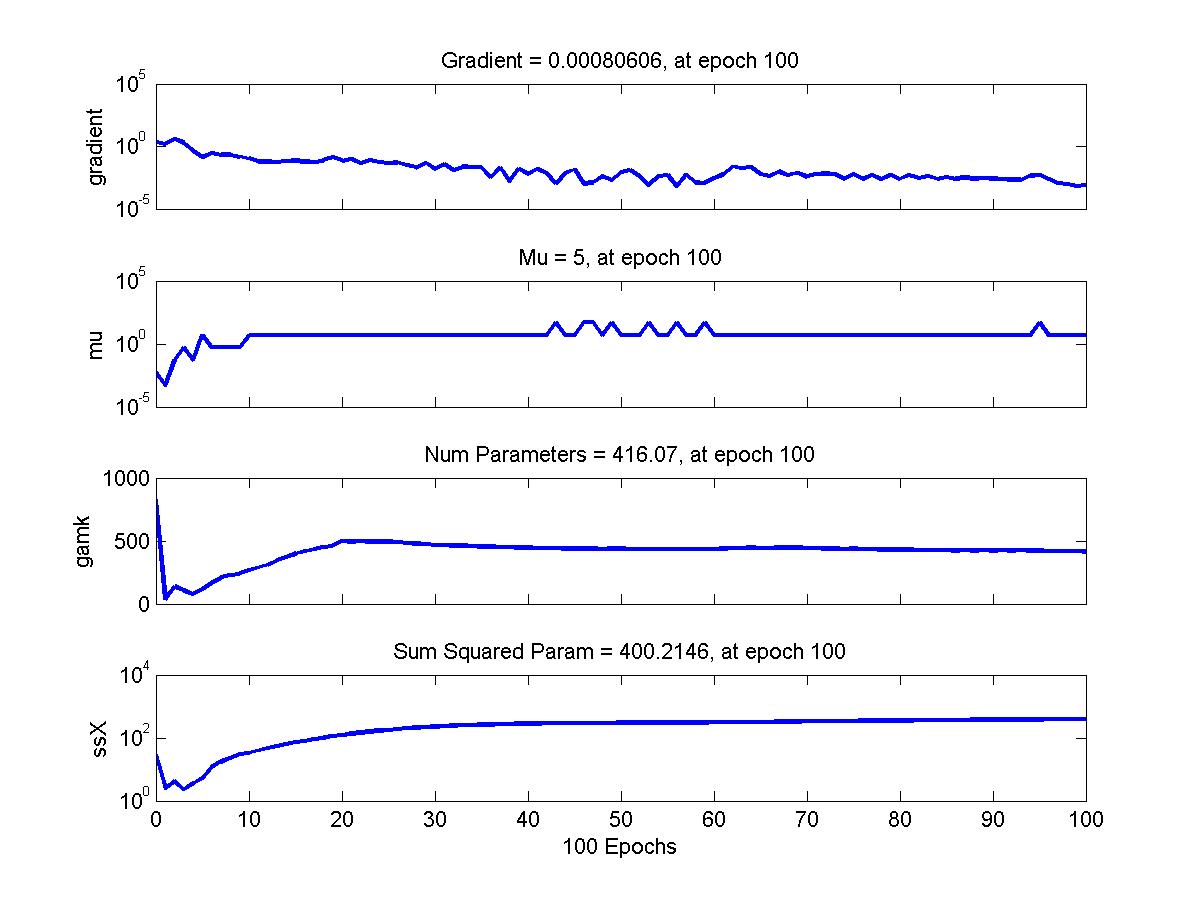 Gradient = 0.00080606, at epoch 100
10^5
10^0
10^-5
gradient
Mu = 5, at epoch 100
10^5
10^0
10^-5
mu
Num Parameters = 416.07, at epoch 100
1000
500
0
gamk
Sum Squared Param = 400.2146, at epoch 100
10^4
10^2
10^0
ssX
0 10 20 30 40 50 60 70 80 90 100
100 Epochs